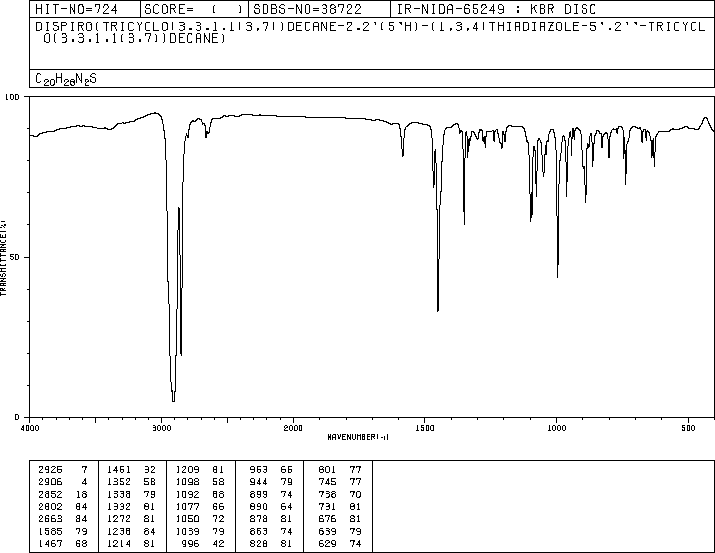 HIT-NO=724 SCORE= ( ) SDBS-NO=38722 IR-NIDA-65249 : KBR DISC
DISPIRO(TRICYCLO(3.3.1.1(3,7))DECANE-2.2'(5'H)-(1,3,4)THIADIAZOLE-5'.2''-TRICYCL
O(3.3.1.1(3.7))DECANE)
C20H28N2S
100
50
0
TRANSMITTANCE(%)
4000 3000 2000 1500 1000 500
WAVENUMBER(-1)
2925 7 1461 32 1209 81 963 66 801 77
2906 4 1352 58 1098 58 944 79 745 77
2852 18 1338 79 1092 88 899 74 738 70
2802 84 1332 81 1077 66 890 64 731 81
2663 84 1272 81 1050 72 878 81 676 81
1585 79 1238 84 1039 79 863 74 639 79
1467 68 1214 81 996 42 828 81 629 74